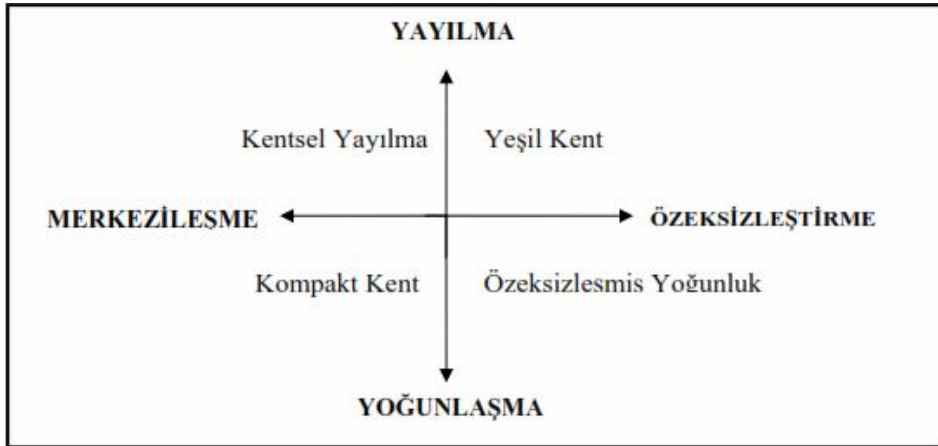 YAYILMA
Kentsel Yayılma Yeşil Kent
MERKEZİLEŞME ÖZEKSİZLEŞTİRME
Kompakt Kent Özeksizlesmis Yoğunluk
YOĞUNLAŞMA